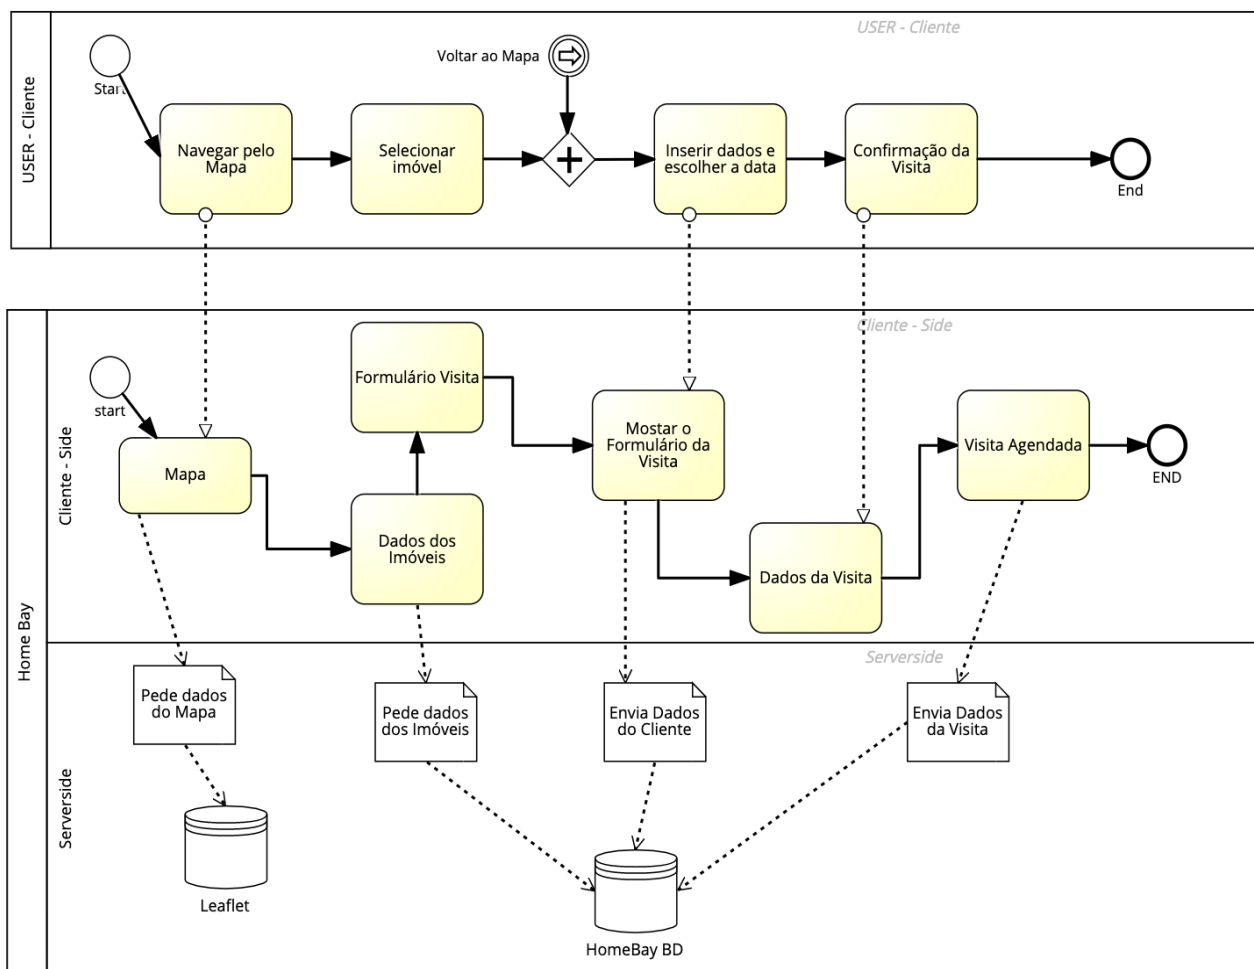 USER - Cliente
USER - Cliente
Start
Voltar ao Mapa
Navegar pelo
Mapa
Selecionar
imóvel
Inserir dados e
escolher a data
Confirmação da
Visita
End
Home Bay
Cliente - Side
Cliente - Side
start
Mapa
Formulário Visita
Dados dos
Imóveis
Mostar o
Formulário da
Visita
Dados da Visita
Visita Agendada
END
Serverside
Serverside
Pede dados
do Mapa
Pede dados
dos Imóveis
Envia Dados
do Cliente
Envia Dados
da Visita
Leaflet
HomeBay BD